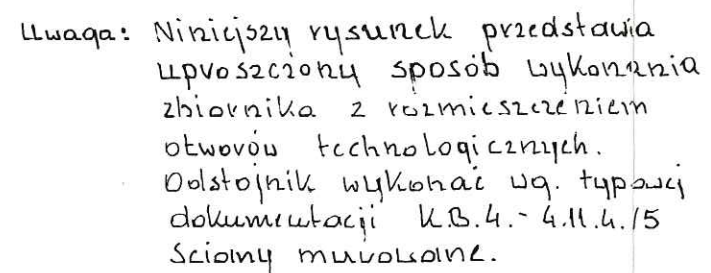 Uwaga: Niniejszy rysunek przedstawia
uproszczony sposób wykonania
zbiornika z rozmieszczeniem
otworów technologicznych.
Odstojnik wykonać wg. typowej
dokumentacji K.B.4.-4.11.4./5
Ściany murowane.